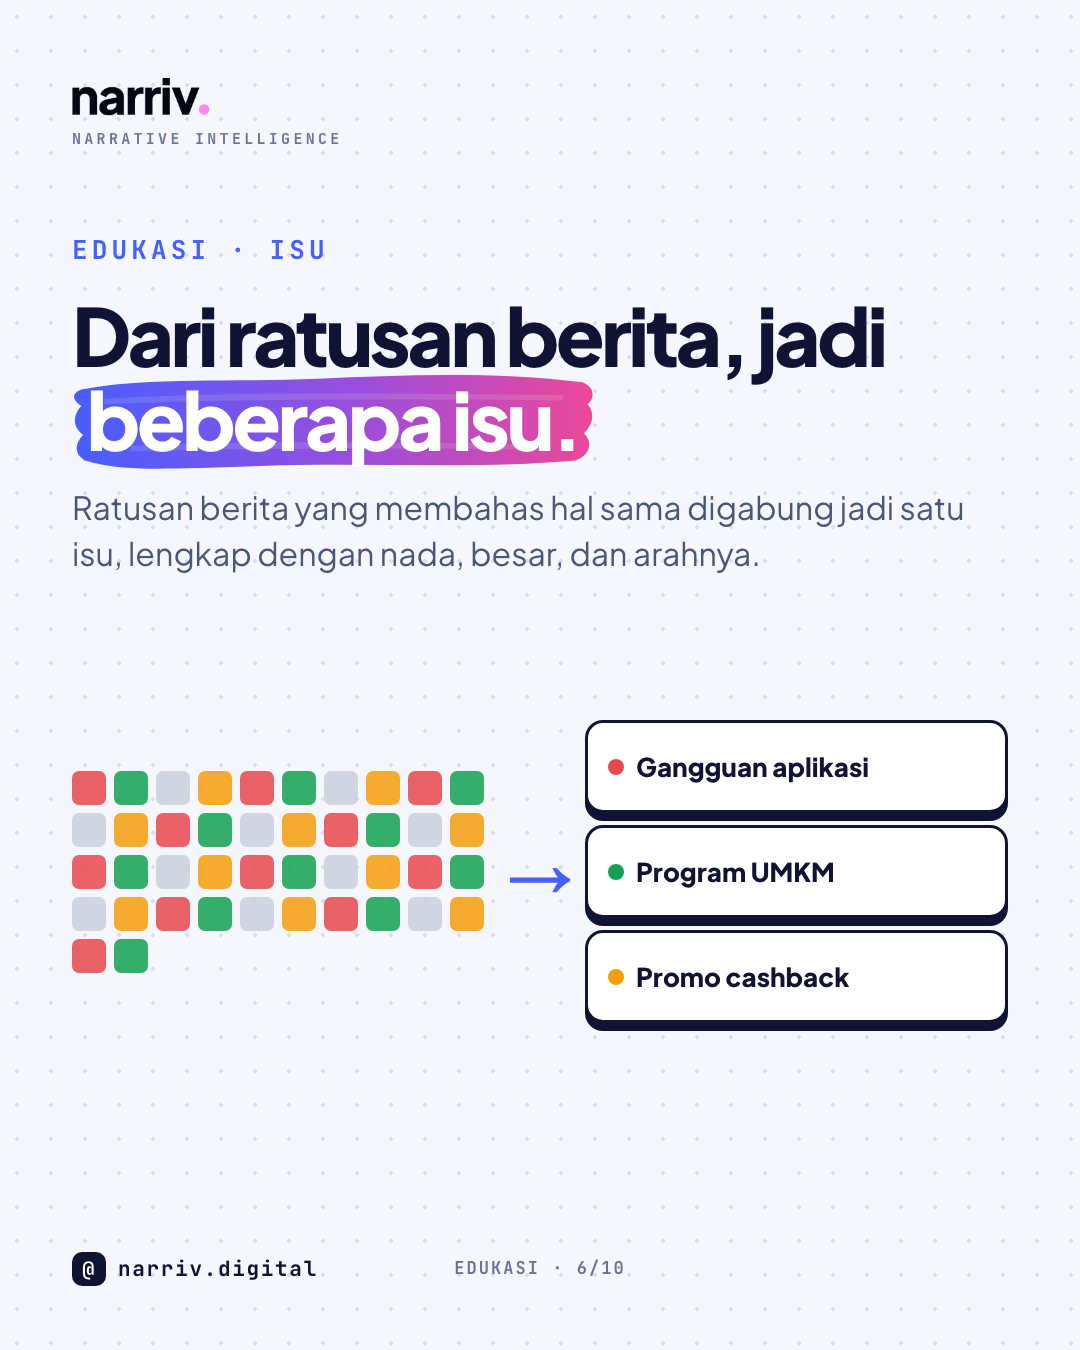 narriv.
NARRATIVE INTELLIGENCE
EDUKASI · ISU
Dari ratusan berita, jadi
beberapa isu.
Ratusan berita yang membahas hal sama digabung jadi satu
isu, lengkap dengan nada, besar, dan arahnya.
Gangguan aplikasi
Program UMKM
Promo cashback
@ narriv.digital
EDUKASI · 6/10